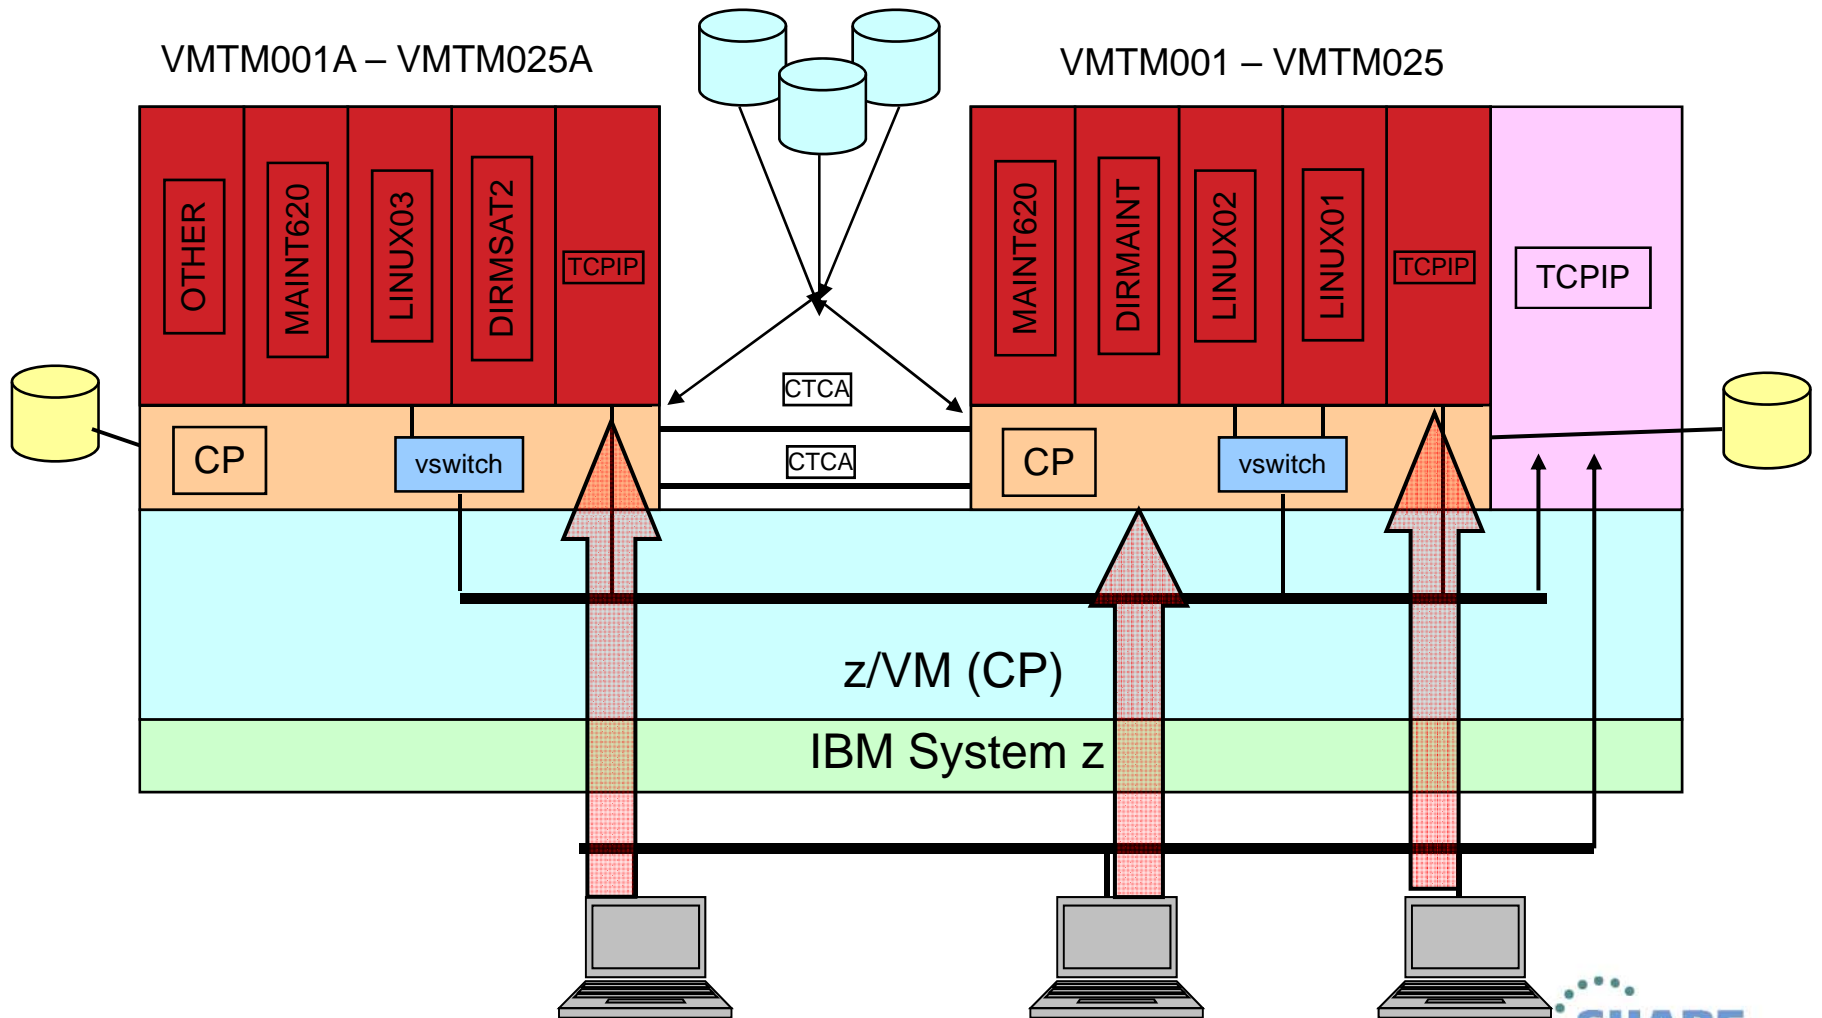 VMTM001A – VMTM025A
VMTM001 – VMTM025
OTHER
MAINT620
LINUX03
DIRMSAT2
TCPIP
MAINT620
DIRMAINT
LINUX02
LINUX01
TCPIP
TCPIP
CTCA
CTCA
CP
vswitch
CP
vswitch
z/VM (CP)
IBM System z